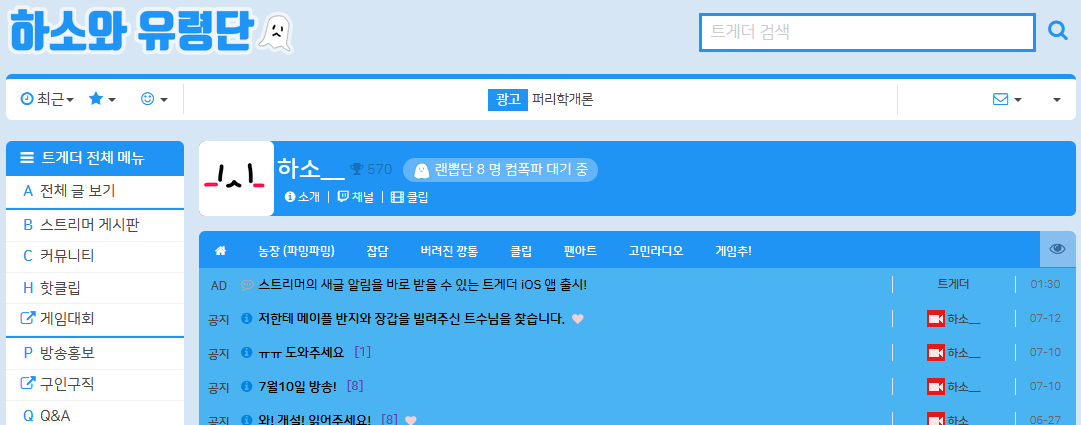 하소와 유령단
트게더 검색
최근
광고 퍼리학개론
트게더 전체 메뉴
A 전체 글 보기
B 스트리머 게시판
C 커뮤니티
H 핫클립
게임대회
P 방송홍보
구인구직
Q Q&A
하소__ 570 랜뽑단 8 명 컴폭파 대기 중
소개 | 채널 | 클립
농장 (파밍파밍) 잡담 버려진 깡통 클립 팬아트 고민라디오 게임추!
AD 스트리머의 새글 알림을 바로 받을 수 있는 트게더 iOS 앱 출시! 트게더 01:30
공지 저한테 메이플 반지와 장갑을 빌려주신 트수님을 찾습니다. 하소__ 07-12
공지 ㅠㅠ 도와주세요 [1] 하소__ 07-10
공지 7월10일 방송! [8] 하소__ 07-10
공지 와! 개설! 읽어주세요! [8] 하소__ 06-27